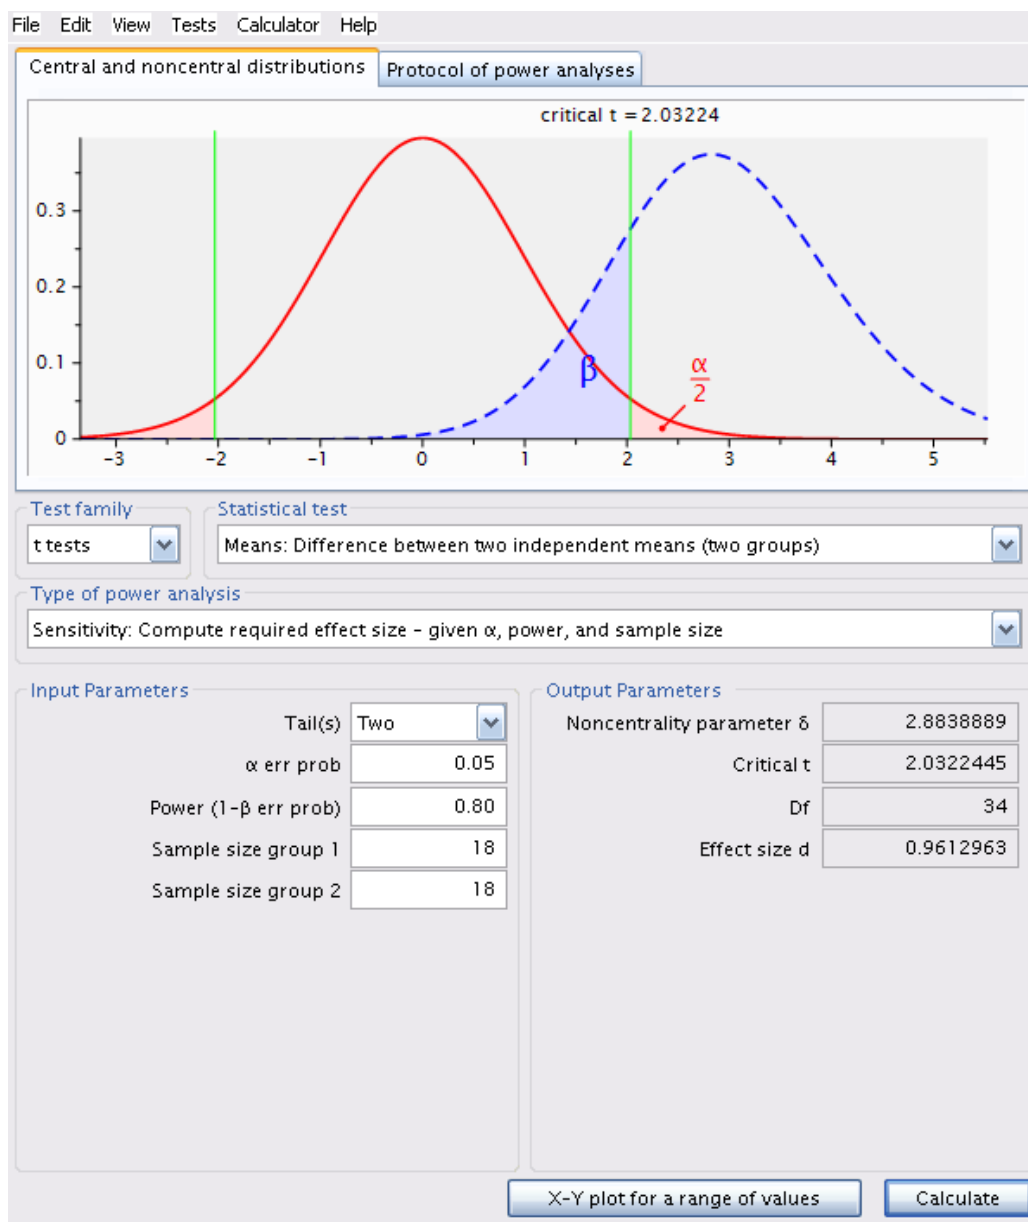 File Edit View Tests Calculator Help
Central and noncentral distributions Protocol of power analyses
critical t = 2.03224
0.3
0.2
0.1
0
β
α
2
-3 -2 -1 0 1 2 3 4 5
Test family Statistical test
t tests Means: Difference between two independent means (two groups)
Type of power analysis
Sensitivity: Compute required effect size - given α, power, and sample size
Input Parameters Output Parameters
Tail(s) Two Noncentrality parameter δ 2.8838889
α err prob 0.05 Critical t 2.0322445
Power (1-β err prob) 0.80 Df 34
Sample size group 1 18 Effect size d 0.9612963
Sample size group 2 18
X-Y plot for a range of values Calculate